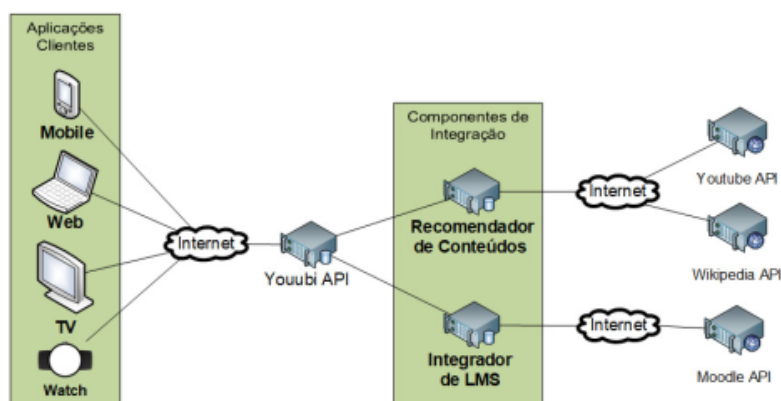 Aplicações
Clientes
Mobile
Web
TV
Watch
Internet
Youubi API
Componentes de
Integração
Recomendador
de Conteúdos
Integrador
de LMS
Internet
Internet
Youtube API
Wikipedia API
Moodle API